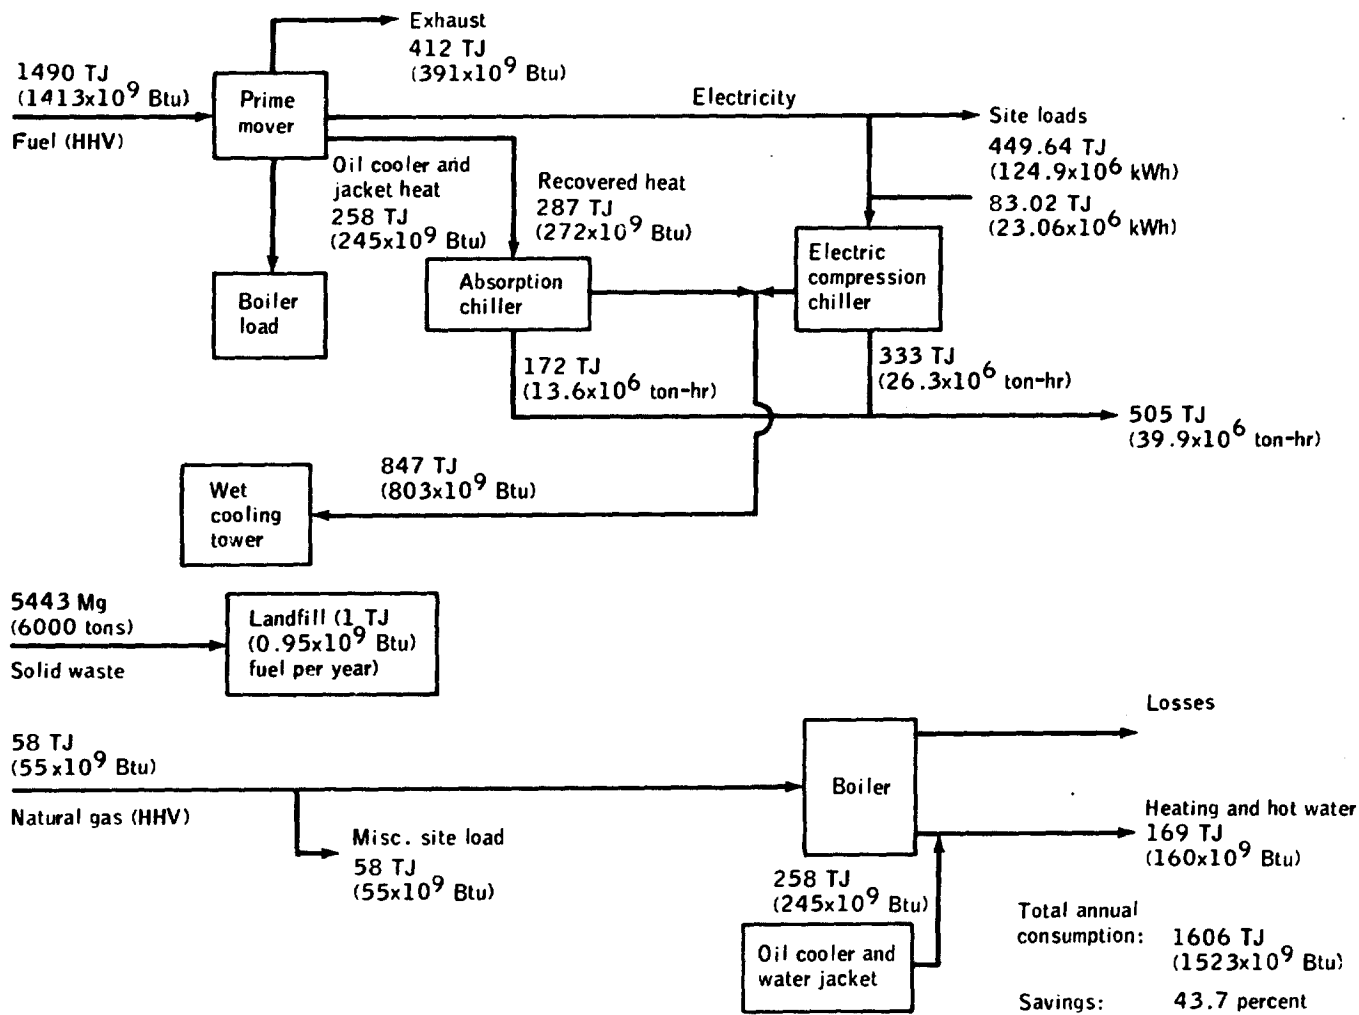 Exhaust
412 TJ
(391x10⁹ Btu)
1490 TJ
(1413x10⁹ Btu)
Fuel (HHV)
Prime
mover
Electricity
Site loads
449.64 TJ
(124.9x10⁶ kWh)
83.02 TJ
(23.06x10⁶ kWh)
Oil cooler and
jacket heat
258 TJ
(245x10⁹ Btu)
Recovered heat
287 TJ
(272x10⁹ Btu)
Boiler
load
Absorption
chiller
Electric
compression
chiller
172 TJ
(13.6x10⁶ ton-hr)
333 TJ
(26.3x10⁶ ton-hr)
505 TJ
(39.9x10⁶ ton-hr)
847 TJ
(803x10⁹ Btu)
Wet
cooling
tower
5443 Mg
(6000 tons)
Solid waste
Landfill (1 TJ
(0.95x10⁹ Btu)
fuel per year)
58 TJ
(55x10⁹ Btu)
Natural gas (HHV)
Misc. site load
58 TJ
(55x10⁹ Btu)
Boiler
Losses
Heating and hot water
169 TJ
(160x10⁹ Btu)
258 TJ
(245x10⁹ Btu)
Oil cooler and
water jacket
Total annual
consumption: 1606 TJ
(1523x10⁹ Btu)
Savings: 43.7 percent